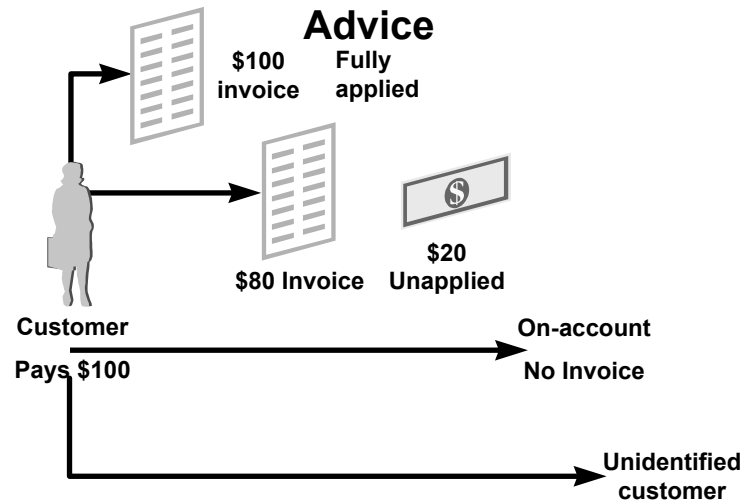 Advice
$100
invoice
Fully
applied
$
$80 Invoice
$20
Unapplied
Customer
Pays $100
On-account
No Invoice
Unidentified
customer